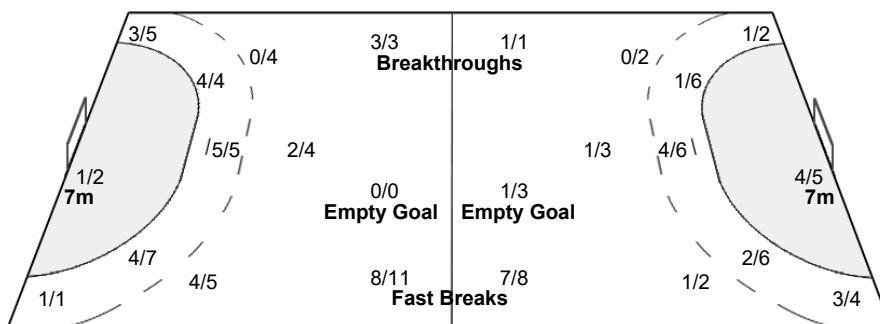 3/5 3/3 1/1 1/2
0/4 Breakthroughs 0/2
4/4 1/6
5/5 2/4 1/3 4/6
1/2 4/5
7m 0/0 1/3 7m
Empty Goal Empty Goal
4/7 2/6
4/5 8/11 7/8 1/2
1/1 Fast Breaks 3/4